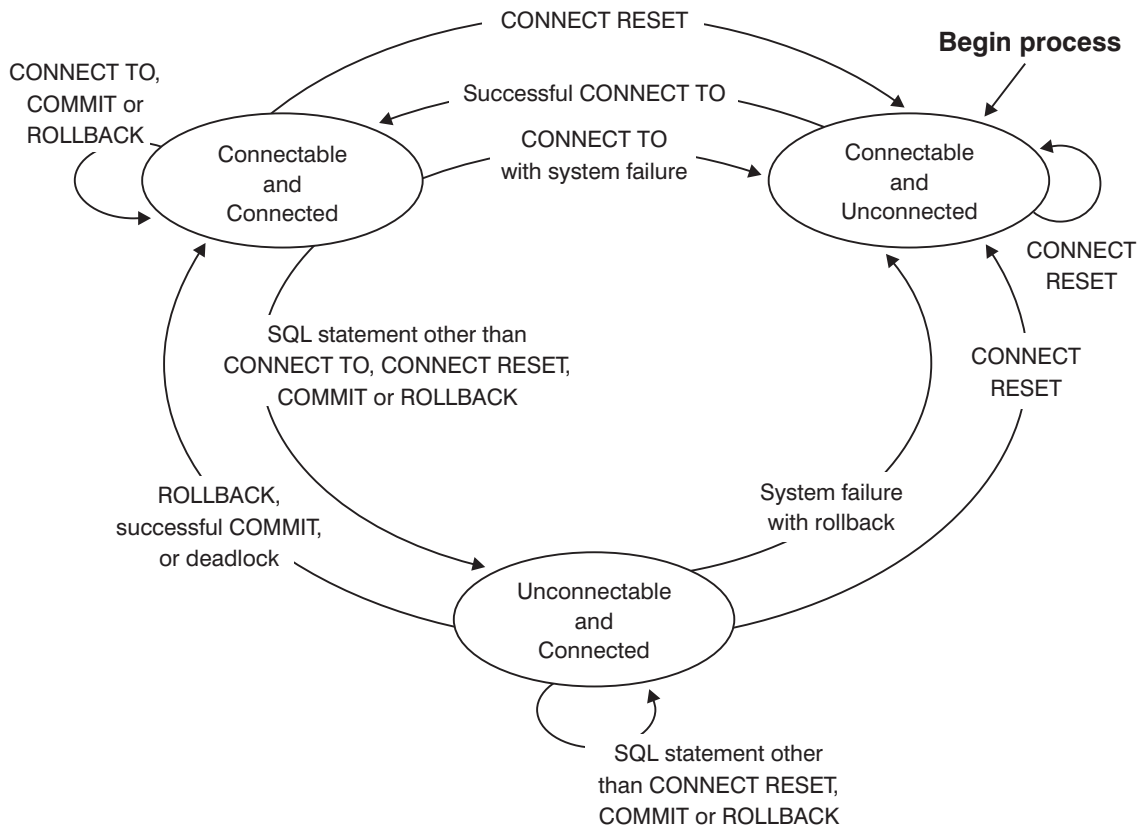 CONNECT RESET
Begin process
CONNECT TO,
COMMIT or
ROLLBACK
Successful CONNECT TO
CONNECT TO
with system failure
Connectable
and
Connected
Connectable
and
Unconnected
CONNECT
RESET
SQL statement other than
CONNECT TO, CONNECT RESET,
COMMIT or ROLLBACK
CONNECT
RESET
ROLLBACK,
successful COMMIT,
or deadlock
System failure
with rollback
Unconnectable
and
Connected
SQL statement other
than CONNECT RESET,
COMMIT or ROLLBACK